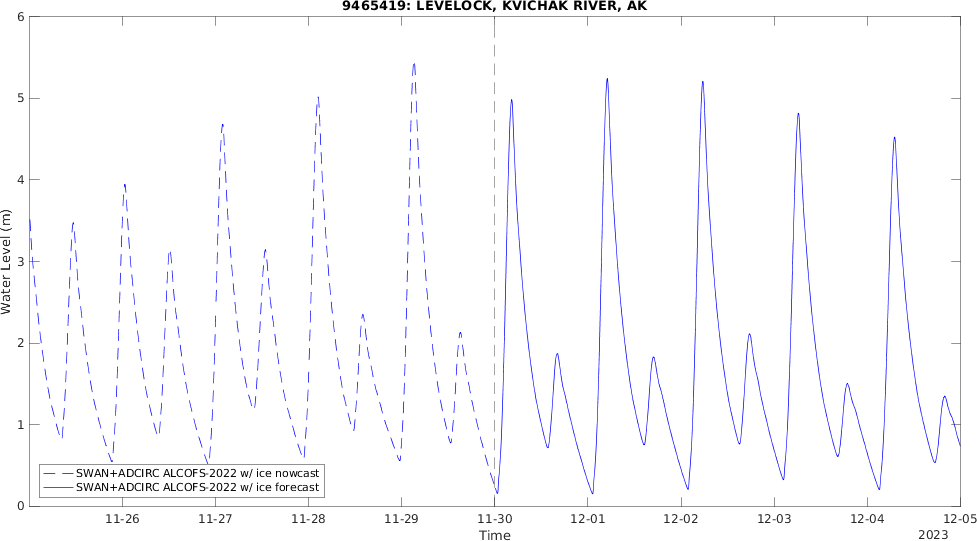 9465419: LEVELOCK, KVICHAK RIVER, AK
6
5
4
3
2
1
0
Water Level (m)
SWAN+ADCIRC ALCOFS-2022 w/ ice nowcast
SWAN+ADCIRC ALCOFS-2022 w/ ice forecast
11-26 11-27 11-28 11-29 11-30 12-01 12-02 12-03 12-04 12-05
Time
2023